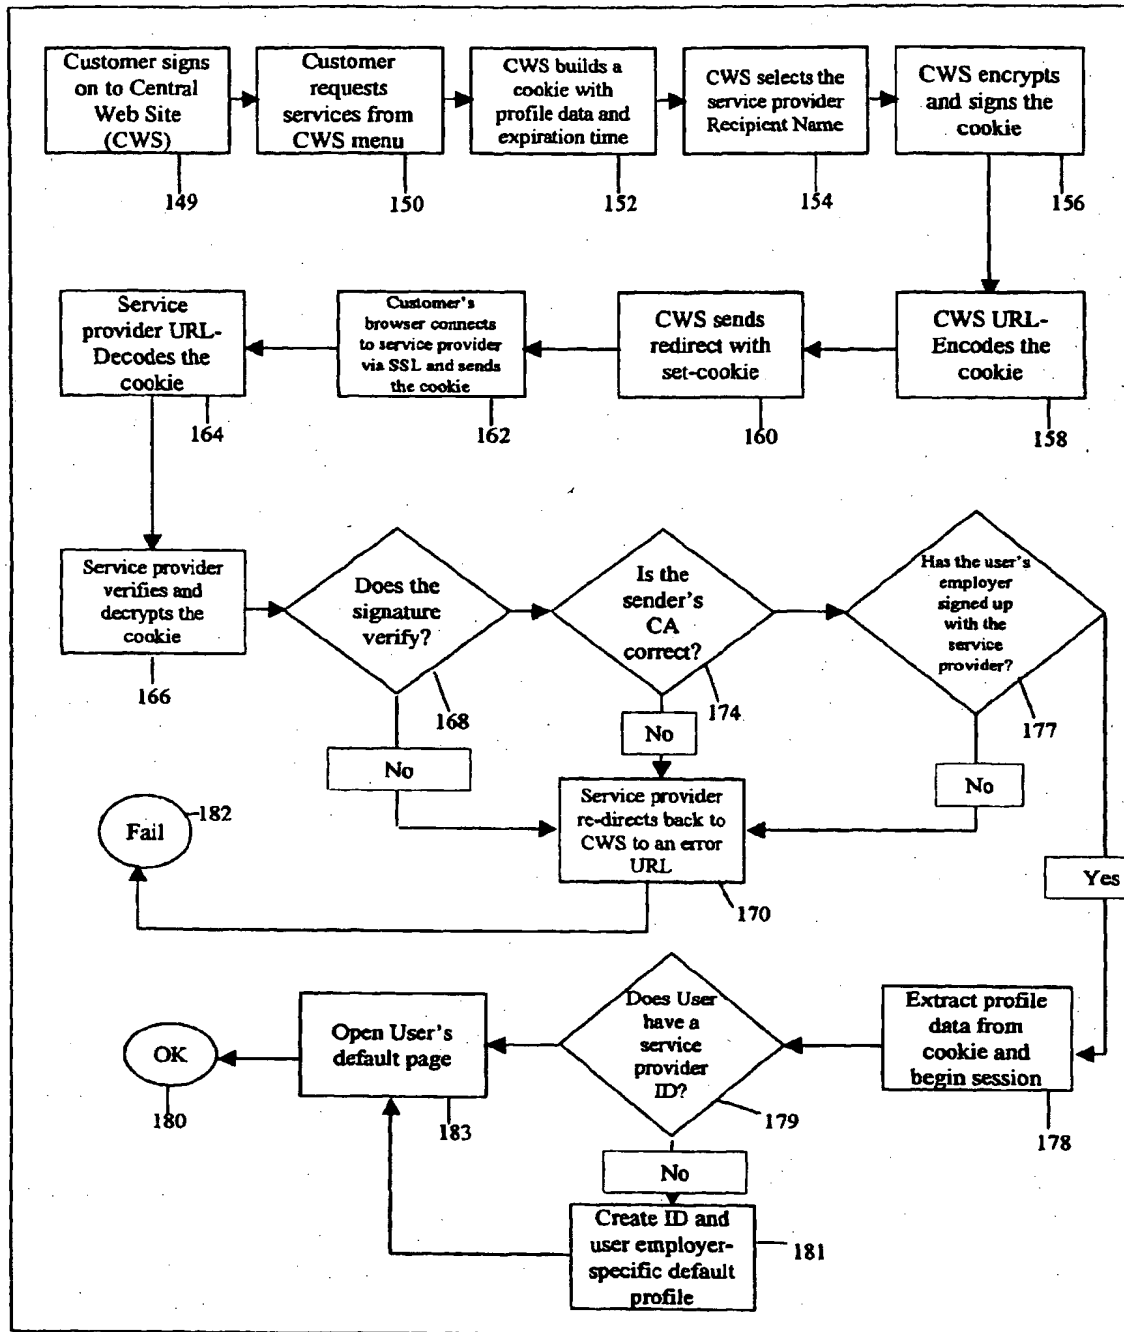 Customer signs
on to Central
Web Site
(CWS)
149
Customer
requests
services from
CWS menu
150
CWS builds a
cookie with
profile data and
expiration time
152
CWS selects the
service provider
Recipient Name
154
CWS encrypts
and signs the
cookie
156
Service
provider URL-
Decodes the
cookie
164
Customer's
browser connects
to service provider
via SSL and sends
the cookie
162
CWS sends
redirect with
set-cookie
160
CWS URL-
Encodes the
cookie
158
Service provider
verifies and
decrypts the
cookie
166
Does the
signature
verify?
168
Is the
sender's
CA
correct?
174
Has the user's
employer
signed up
with the
service
provider?
177
No
No
No
Service provider
re-directs back to
CWS to an error
URL
170
Fail
182
Yes
OK
180
Open User's
default page
183
Does User
have a
service
provider
ID?
179
Extract profile
data from
cookie and
begin session
178
No
Create ID and
user employer-
specific default
profile
181